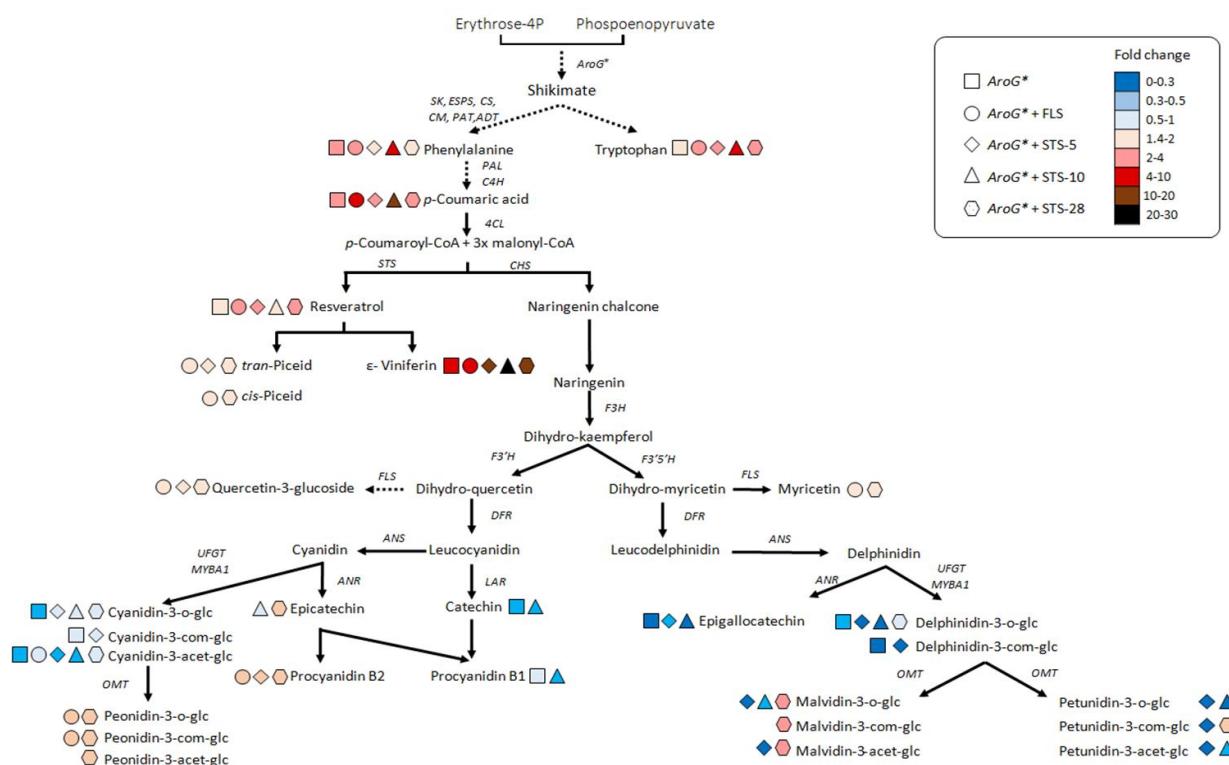 Erythrose-4P Phospoenopyruvate
AroG*
Shikimate
SK, ESPS, CS,
CM, PAT,ADT
Phenylalanine
Tryptophan
PAL
C4H
p-Coumaric acid
4CL
p-Coumaroyl-CoA + 3x malonyl-CoA
STS CHS
Resveratrol
Naringenin chalcone
tran-Piceid
ε- Viniferin
cis-Piceid
Naringenin
F3H
Dihydro-kaempferol
F3'H F3'5'H
Quercetin-3-glucoside
FLS
Dihydro-quercetin
Dihydro-myricetin
FLS
Myricetin
DFR DFR
Cyanidin
ANS
Leucocyanidin
Leucodelphinidin
ANS
Delphinidin
UFGT
MYBA1
ANR
LAR
ANR
UFGT
MYBA1
Cyanidin-3-o-glc
Epicatechin
Catechin
Epigallocatechin
Delphinidin-3-o-glc
Cyanidin-3-com-glc
Delphinidin-3-com-glc
Cyanidin-3-acet-glc
OMT
Procyanidin B2
Procyanidin B1
OMT OMT
Peonidin-3-o-glc
Peonidin-3-com-glc
Peonidin-3-acet-glc
Malvidin-3-o-glc
Malvidin-3-com-glc
Malvidin-3-acet-glc
Petunidin-3-o-glc
Petunidin-3-com-glc
Petunidin-3-acet-glc
AroG*
AroG* + FLS
AroG* + STS-5
AroG* + STS-10
AroG* + STS-28
Fold change
0-0.3
0.3-0.5
0.5-1
1.4-2
2-4
4-10
10-20
20-30